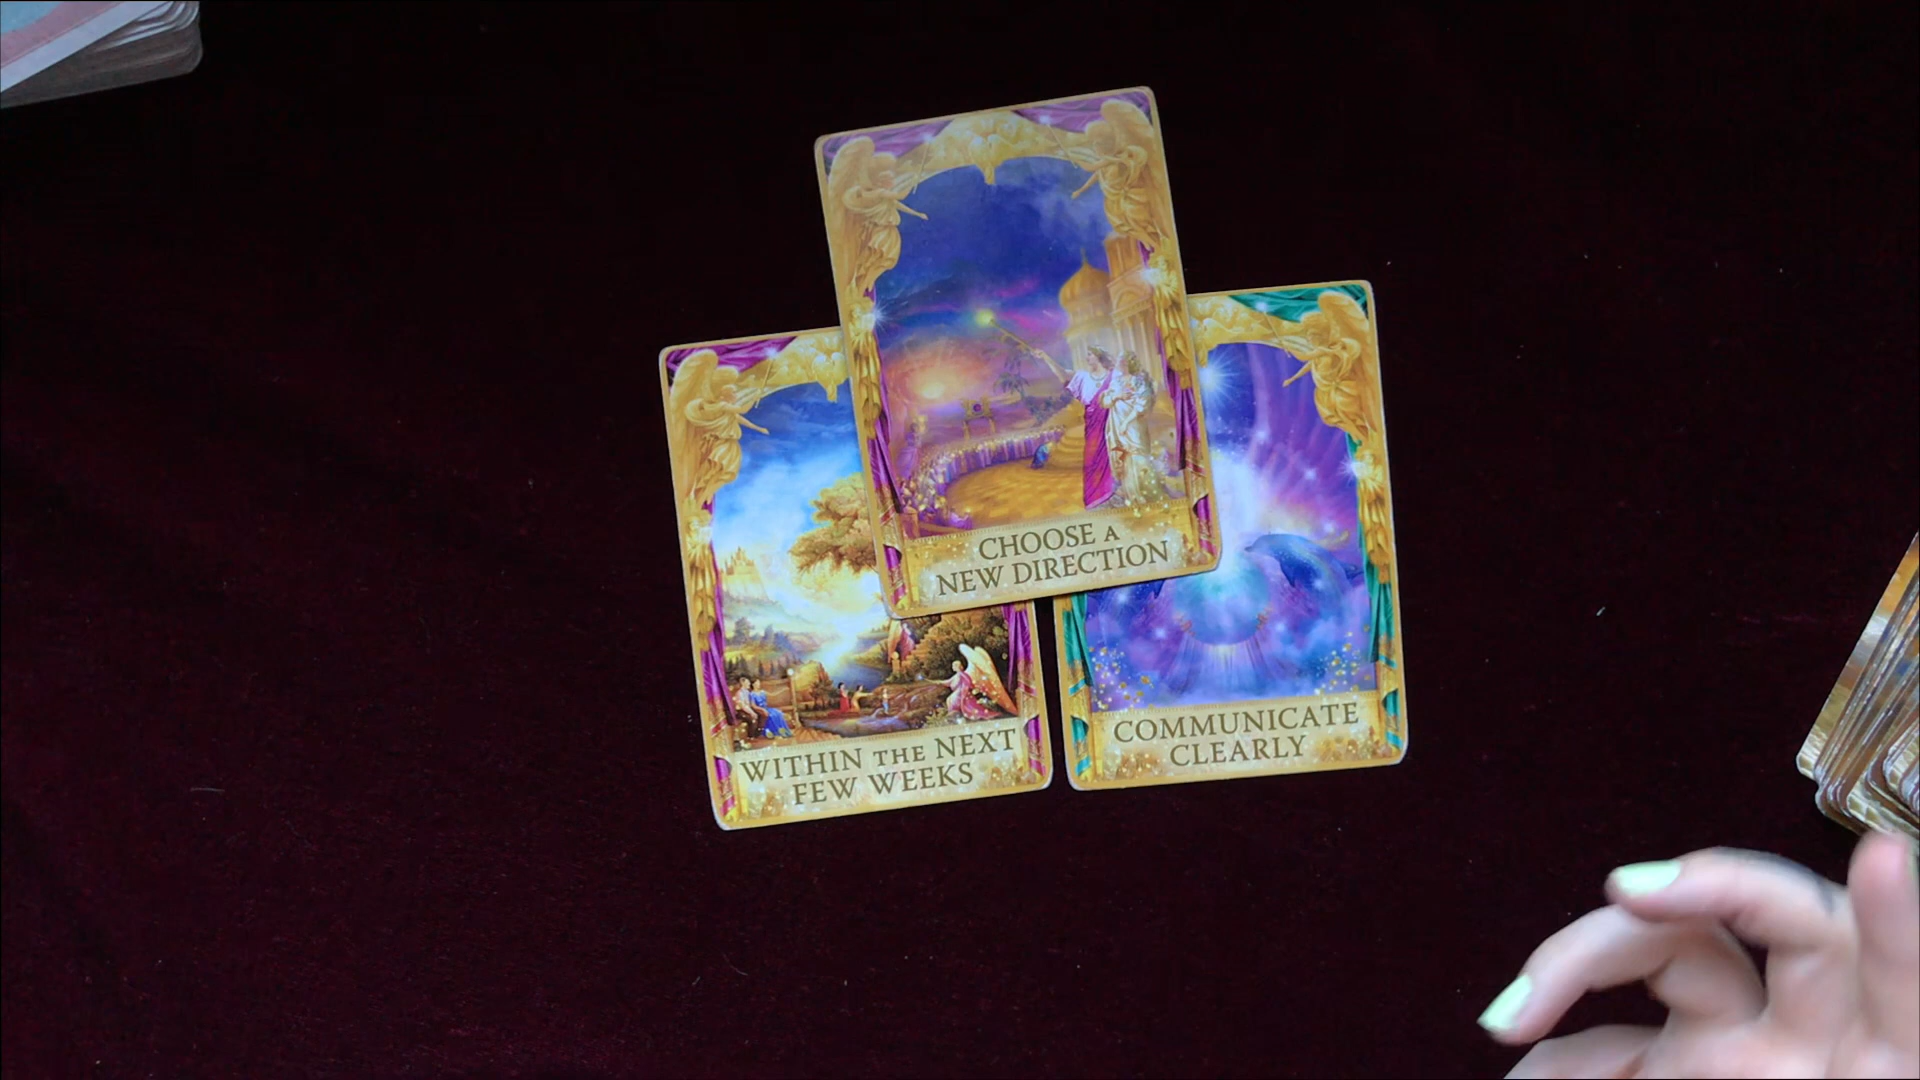 CHOOSE A
NEW DIRECTION
WITHIN THE NEXT
FEW WEEKS
COMMUNICATE
CLEARLY